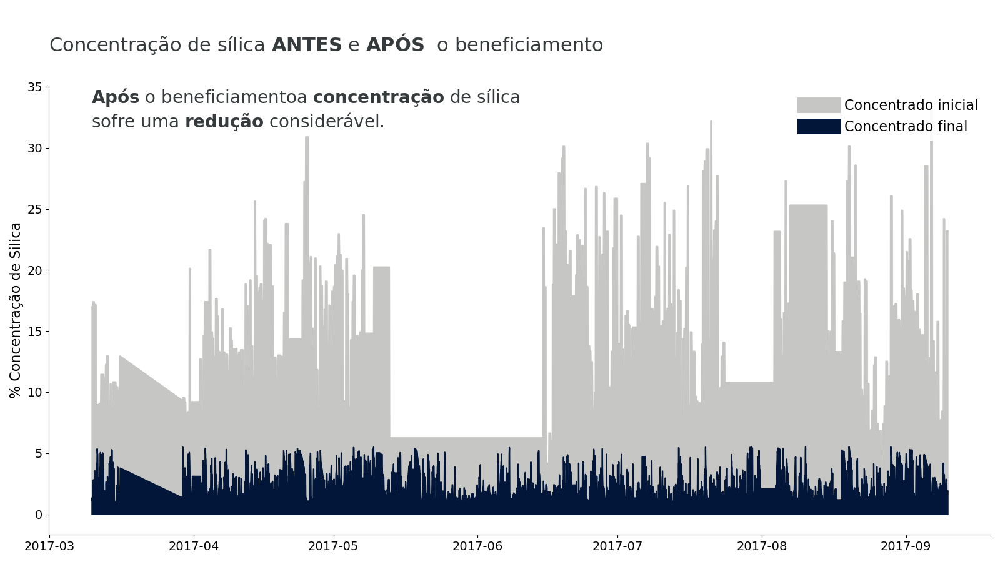 Concentração de sílica ANTES e APÓS o beneficiamento
Após o beneficiamentoa concentração de sílica
sofre uma redução considerável.
Concentrado inicial
Concentrado final
% Concentração de Silica
35
30
25
20
15
10
5
0
2017-03
2017-04
2017-05
2017-06
2017-07
2017-08
2017-09